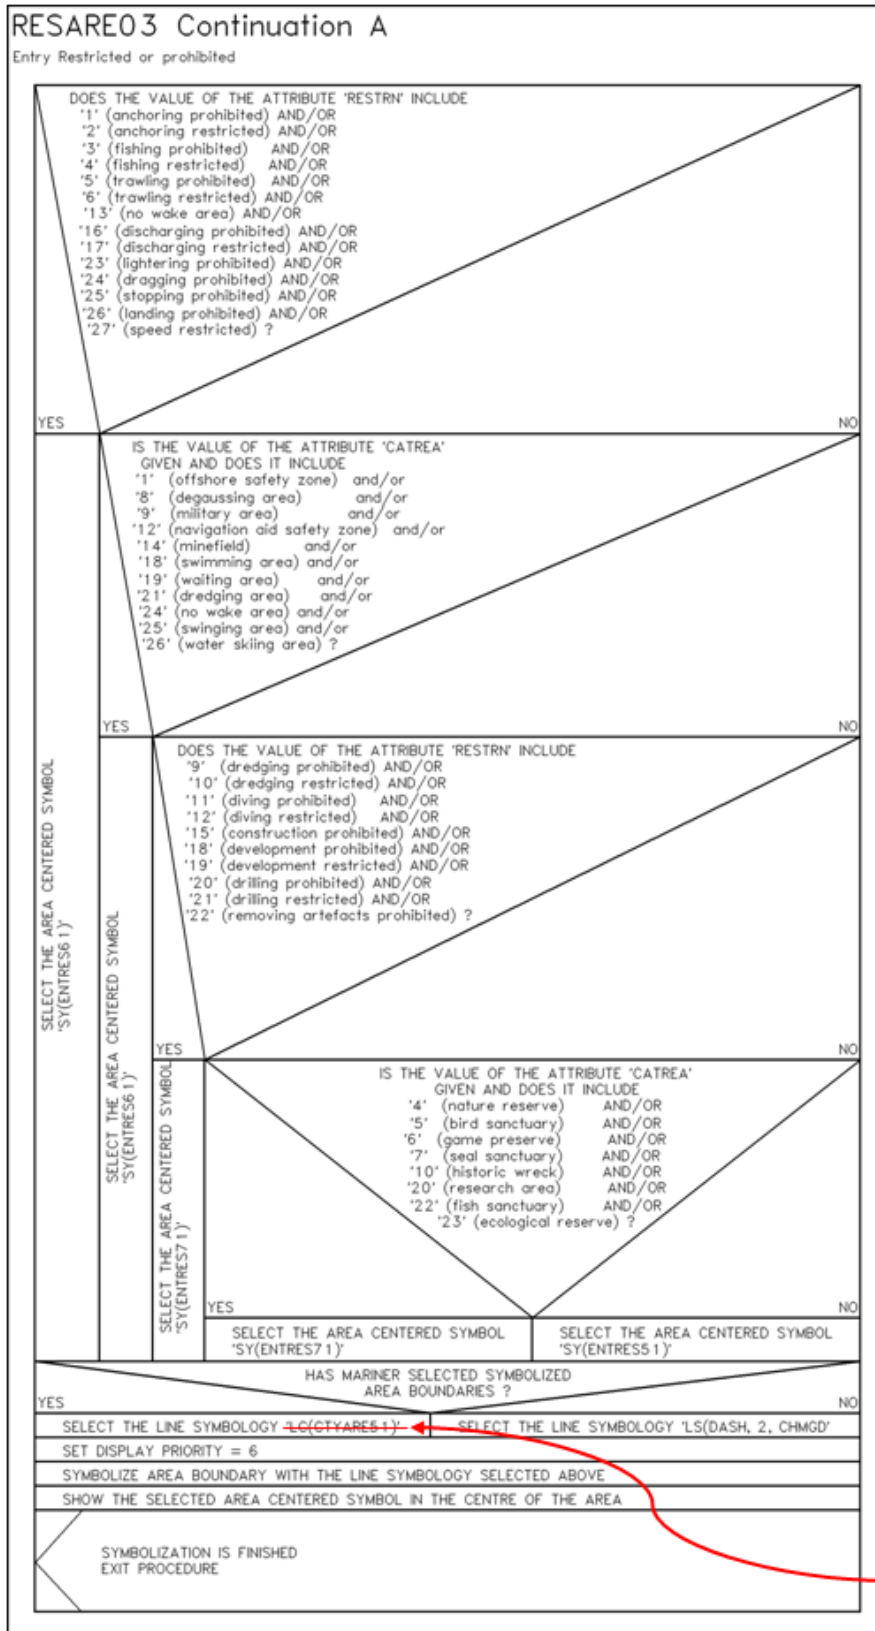 RESARE03 Continuation A
Entry Restricted or prohibited
DOES THE VALUE OF THE ATTRIBUTE 'RESTRN' INCLUDE
'1' (anchoring prohibited) AND/OR
'2' (anchoring restricted) AND/OR
'3' (fishing prohibited) AND/OR
'4' (fishing restricted) AND/OR
'5' (trawling prohibited) AND/OR
'6' (trawling restricted) AND/OR
'13' (no wake area) AND/OR
'16' (discharging prohibited) AND/OR
'17' (discharging restricted) AND/OR
'23' (lightering prohibited) AND/OR
'24' (dragging prohibited) AND/OR
'25' (stopping prohibited) AND/OR
'26' (landing prohibited) AND/OR
'27' (speed restricted) ?
YES
NO
IS THE VALUE OF THE ATTRIBUTE 'CATREA'
GIVEN AND DOES IT INCLUDE
'1' (offshore safety zone) and/or
'8' (degaussing area) and/or
'9' (military area) and/or
'12' (navigation aid safety zone) and/or
'14' (minefield) and/or
'18' (swimming area) and/or
'19' (waiting area) and/or
'21' (dredging area) and/or
'24' (no wake area) and/or
'25' (swinging area) and/or
'26' (water skiing area) ?
YES
NO
DOES THE VALUE OF THE ATTRIBUTE 'RESTRN' INCLUDE
'9' (dredging prohibited) AND/OR
'10' (dredging restricted) AND/OR
'11' (diving prohibited) AND/OR
'12' (diving restricted) AND/OR
'15' (construction prohibited) AND/OR
'18' (development prohibited) AND/OR
'19' (development restricted) AND/OR
'20' (drilling prohibited) AND/OR
'21' (drilling restricted) AND/OR
'22' (removing artefacts prohibited) ?
YES
NO
SELECT THE AREA CENTERED SYMBOL
'SY(ENTRES61)'
SELECT THE AREA CENTERED SYMBOL
'SY(ENTRES61)'
SELECT THE AREA CENTERED SYMBOL
'SY(ENTRES71)'
IS THE VALUE OF THE ATTRIBUTE 'CATREA'
GIVEN AND DOES IT INCLUDE
'4' (nature reserve) AND/OR
'5' (bird sanctuary) AND/OR
'6' (game preserve) AND/OR
'7' (seal sanctuary) AND/OR
'10' (historic wreck) AND/OR
'20' (research area) AND/OR
'22' (fish sanctuary) AND/OR
'23' (ecological reserve) ?
YES
NO
SELECT THE AREA CENTERED SYMBOL
'SY(ENTRES71)'
SELECT THE AREA CENTERED SYMBOL
'SY(ENTRES51)'
HAS MARINER SELECTED SYMBOLIZED
AREA BOUNDARIES ?
YES
NO
SELECT THE LINE SYMBOLOGY 'LC(CTYARE51)'
SELECT THE LINE SYMBOLOGY 'LS(DASH, 2, CHMGD'
SET DISPLAY PRIORITY = 6
SYMBOLIZE AREA BOUNDARY WITH THE LINE SYMBOLOGY SELECTED ABOVE
SHOW THE SELECTED AREA CENTERED SYMBOL IN THE CENTRE OF THE AREA
SYMBOLIZATION IS FINISHED
EXIT PROCEDURE